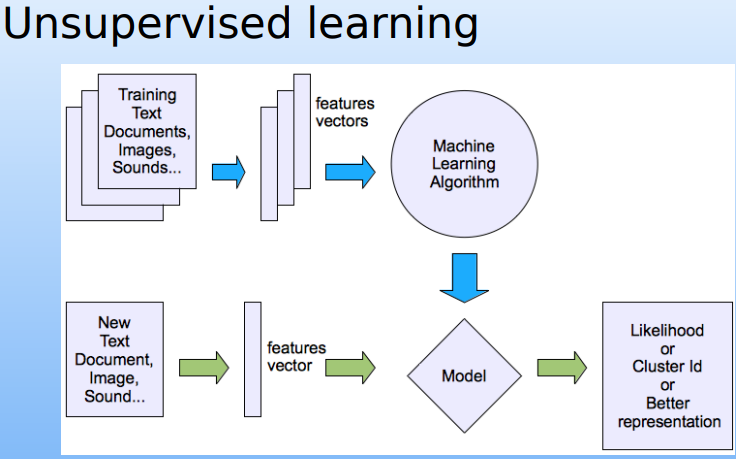 Unsupervised learning
Training
Text
Documents,
Images,
Sounds...
features
vectors
Machine
Learning
Algorithm
New
Text
Document,
Image,
Sound...
features
vector
Model
Likelihood
or
Cluster Id
or
Better
representation